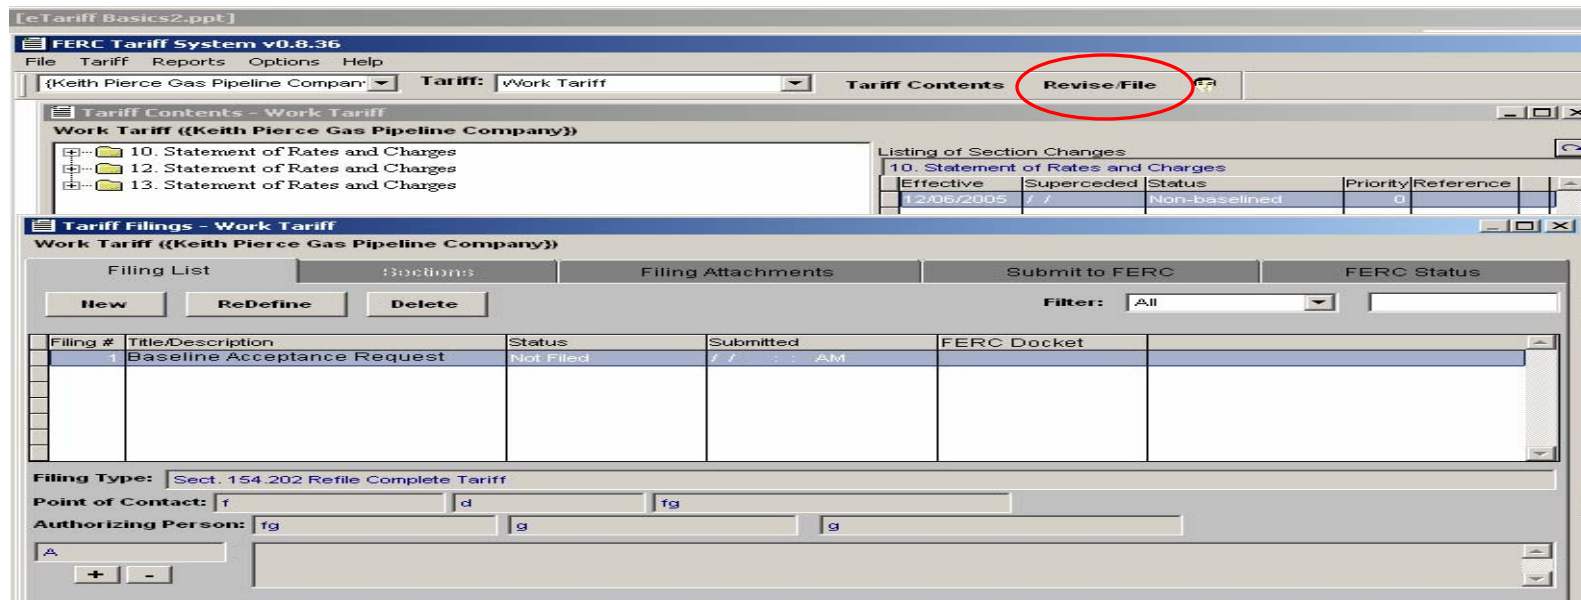 [eTariff Basics2.ppt]
FERC Tariff System v0.8.36
File Tariff Reports Options Help
{Keith Pierce Gas Pipeline Compan Tariff: Work Tariff Tariff Contents Revise/File
Tariff Contents - Work Tariff
Work Tariff ({Keith Pierce Gas Pipeline Company})
10. Statement of Rates and Charges
12. Statement of Rates and Charges
13. Statement of Rates and Charges
Listing of Section Changes
10. Statement of Rates and Charges
Effective Superceded Status Priority Reference
12/06/2005 / / Non-baselined 0
Tariff Filings - Work Tariff
Work Tariff ({Keith Pierce Gas Pipeline Company})
Filing List Sections Filing Attachments Submit to FERC FERC Status
New ReDefine Delete Filter: All
Filing # Title/Description Status Submitted FERC Docket
1 Baseline Acceptance Request Not Filed / / : : AM
Filing Type: Sect. 154.202 Refile Complete Tariff
Point of Contact: f d fg
Authorizing Person: fg g g
A
+ -